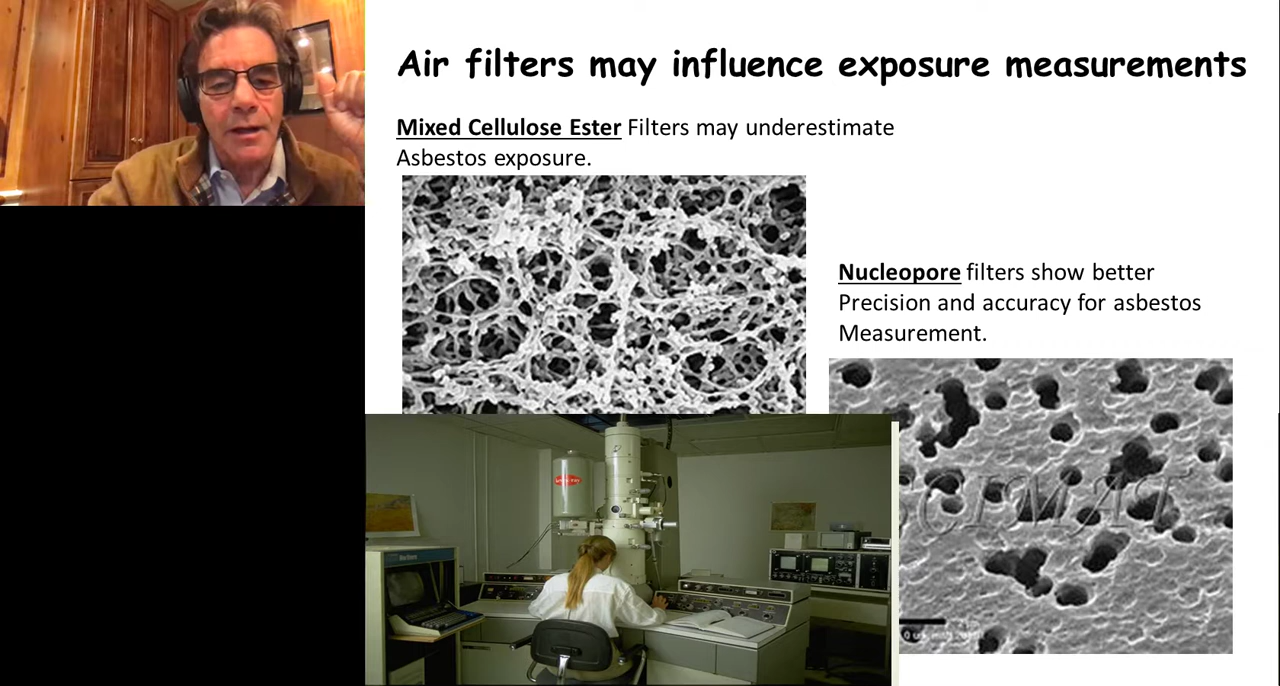 Air filters may influence exposure measurements
Mixed Cellulose Ester Filters may underestimate
Asbestos exposure.
Nucleopore filters show better
Precision and accuracy for asbestos
Measurement.